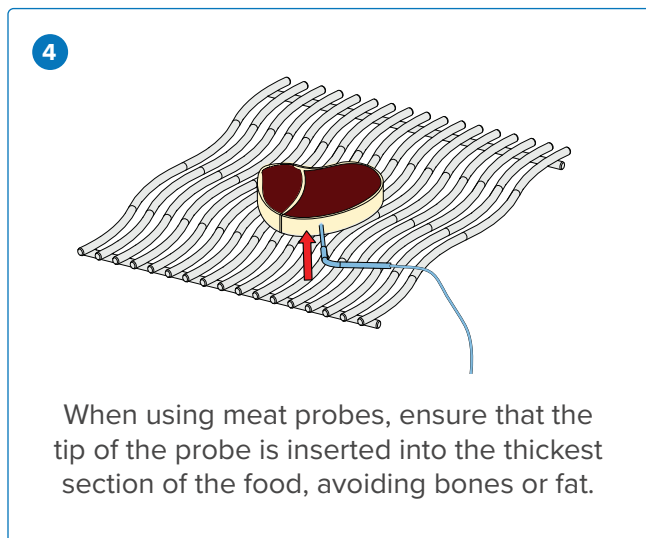 4
When using meat probes, ensure that the
tip of the probe is inserted into the thickest
section of the food, avoiding bones or fat.